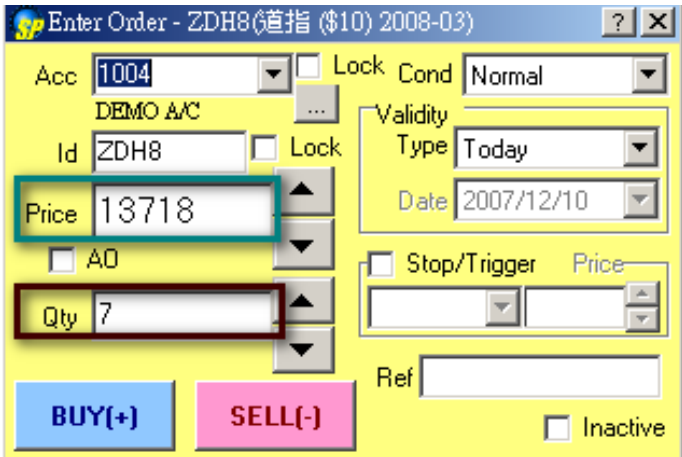 SP Enter Order - ZDH8(道指 ($10) 2008-03) ? X
Acc 1004 Lock Cond Normal
DEMO A/C ... Validity
Id ZDH8 Lock Type Today
Price 13718 Date 2007/12/10
AO Stop/Trigger Price
Qty 7
Ref
BUY(+) SELL(-) Inactive